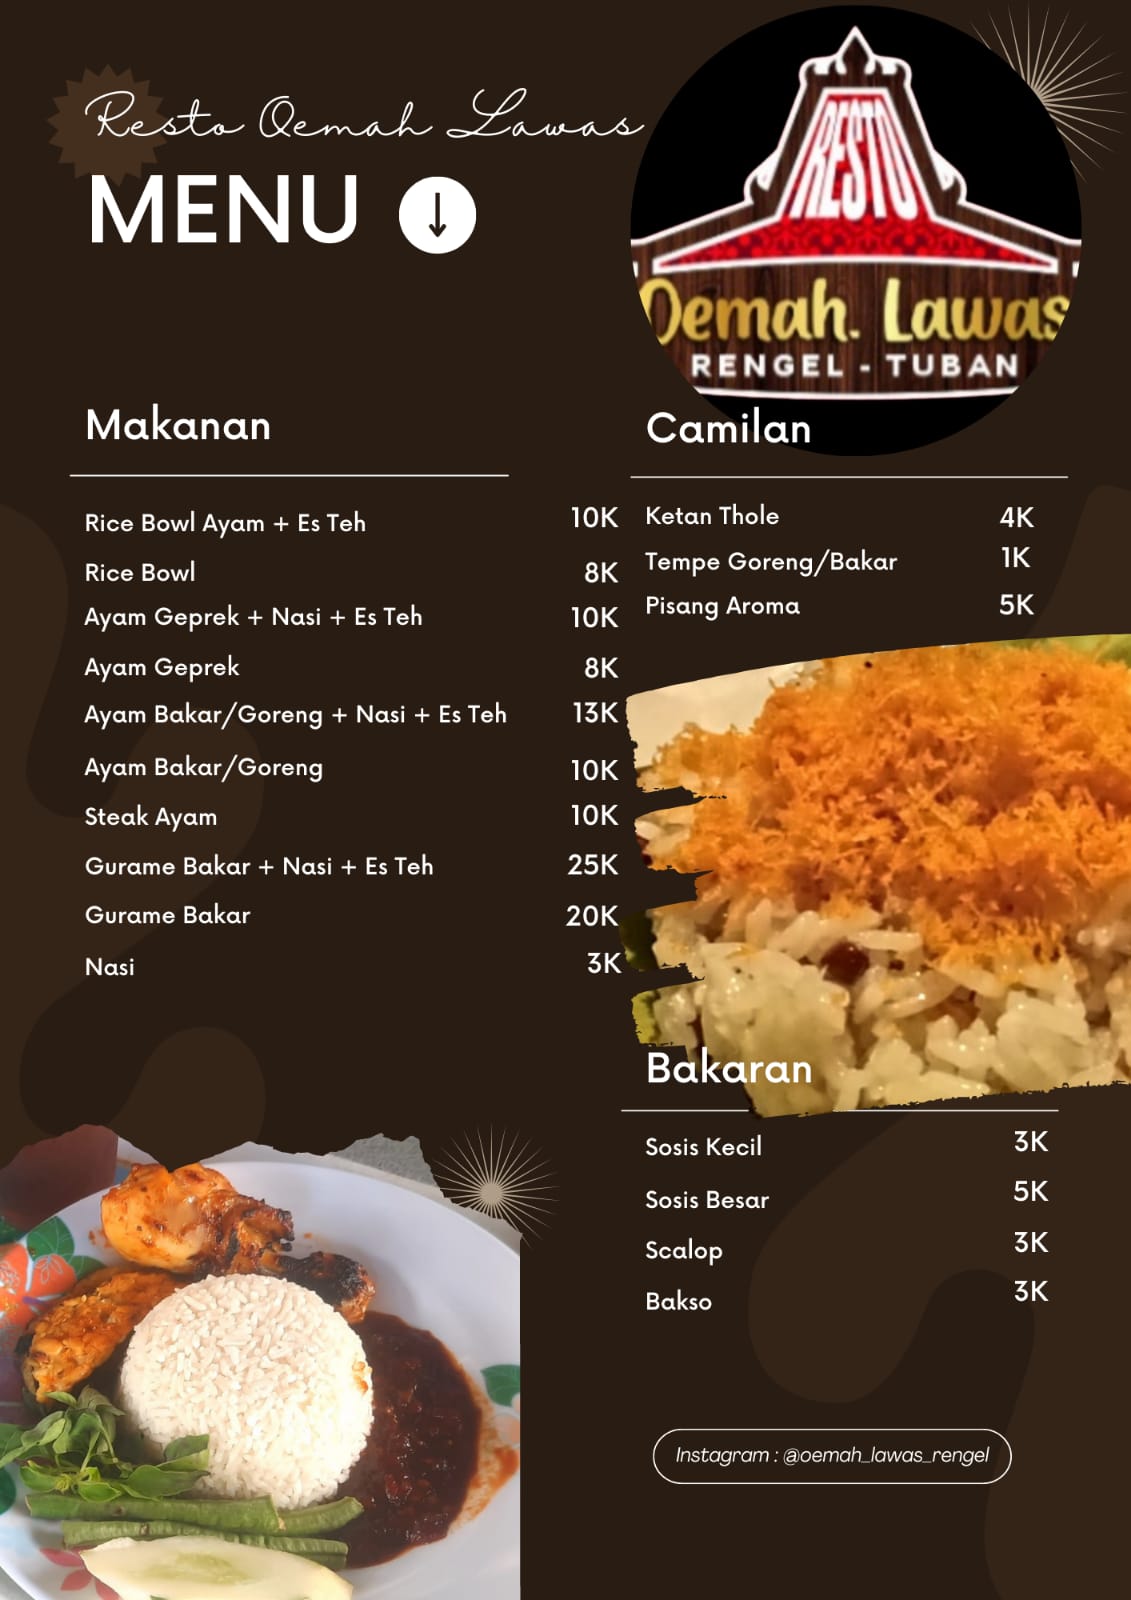 Resto Oemah Lawas
MENU
RESTO
Oemah. Lawas
RENGEL - TUBAN
Makanan
Rice Bowl Ayam + Es Teh 10K
Rice Bowl 8K
Ayam Geprek + Nasi + Es Teh 10K
Ayam Geprek 8K
Ayam Bakar/Goreng + Nasi + Es Teh 13K
Ayam Bakar/Goreng 10K
Steak Ayam 10K
Gurame Bakar + Nasi + Es Teh 25K
Gurame Bakar 20K
Nasi 3K
Camilan
Ketan Thole 4K
Tempe Goreng/Bakar 1K
Pisang Aroma 5K
Bakaran
Sosis Kecil 3K
Sosis Besar 5K
Scalop 3K
Bakso 3K
Instagram : @oemah_lawas_rengel